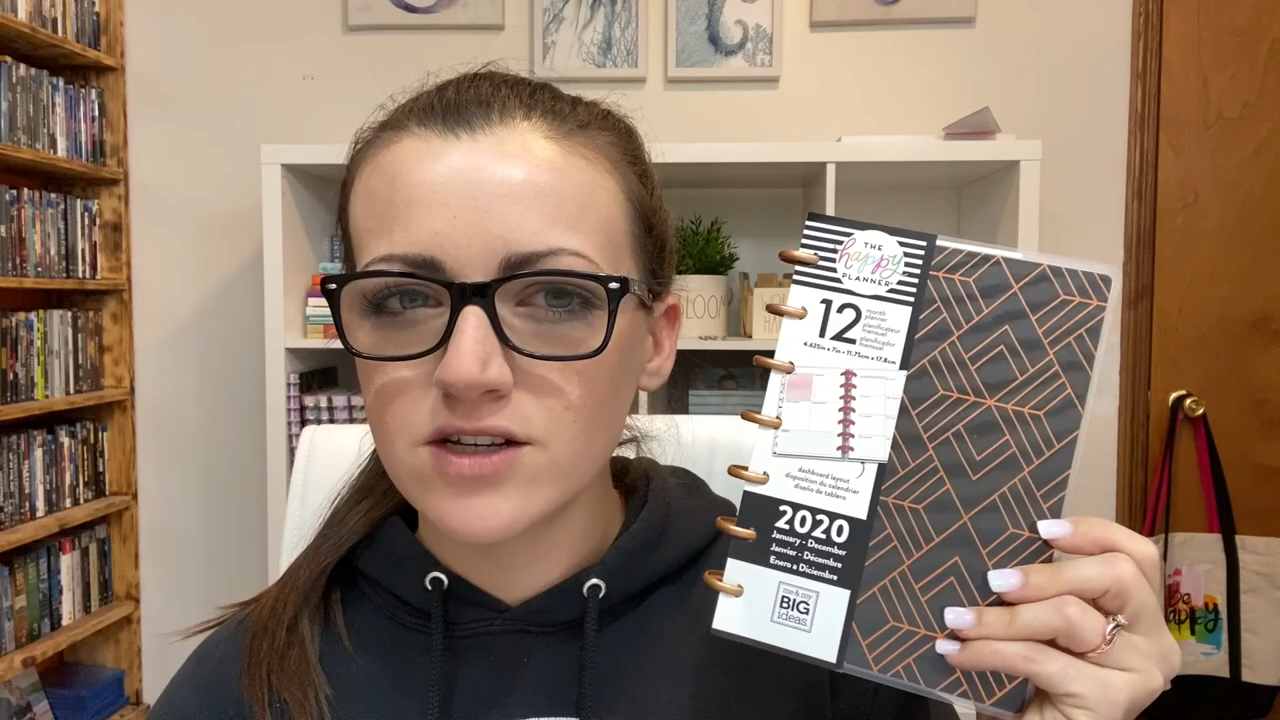 THE
happy
PLANNER®
12
month
planner
planificateur
mensuel
planificador
mensual
4.625in x 7in • 11.75cm x 17.8cm
dashboard layout
disposition du calendrier
diseño de tablero
2020
January - December
Janvier - Décembre
Enero a Diciembre
me & my
BIG
ideas
BLOOM
Be
happy